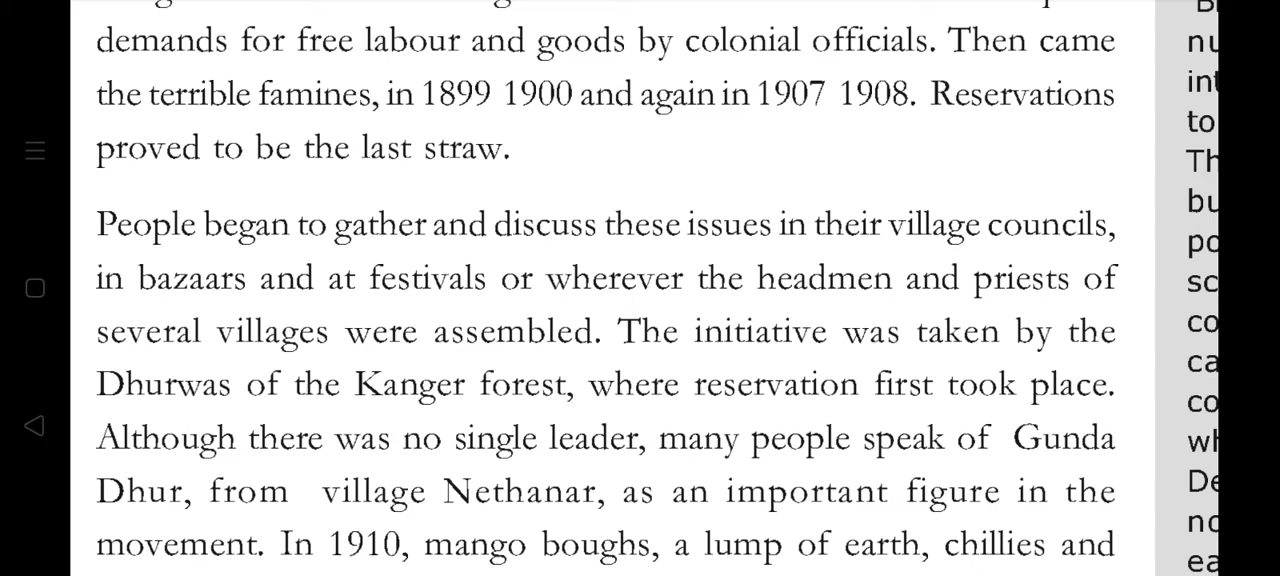 demands for free labour and goods by colonial officials. Then came
the terrible famines, in 1899 1900 and again in 1907 1908. Reservations
proved to be the last straw.
People began to gather and discuss these issues in their village councils,
in bazaars and at festivals or wherever the headmen and priests of
several villages were assembled. The initiative was taken by the
Dhurwas of the Kanger forest, where reservation first took place.
Although there was no single leader, many people speak of Gunda
Dhur, from village Nethanar, as an important figure in the
movement. In 1910, mango boughs, a lump of earth, chillies and